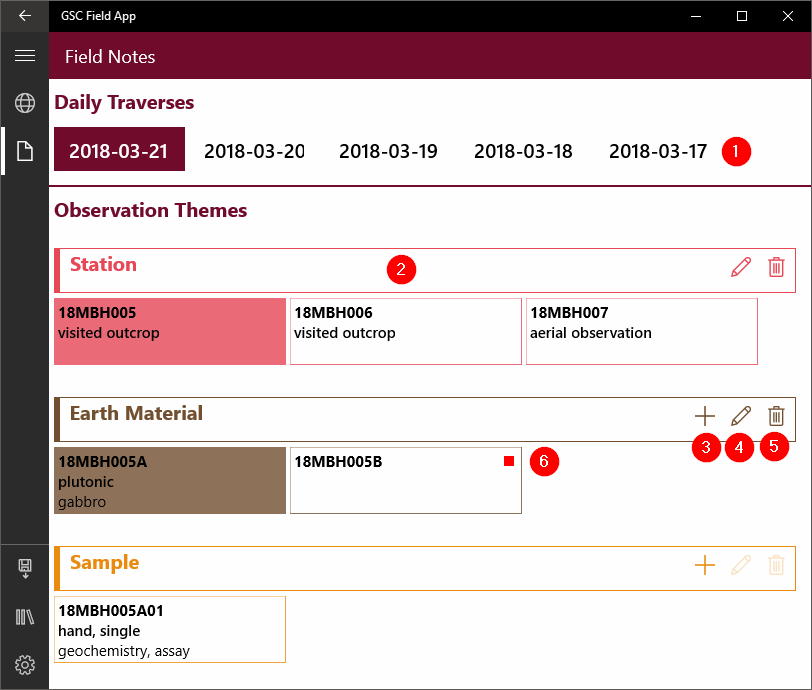 GSC Field App
Field Notes
Daily Traverses
2018-03-21 2018-03-20 2018-03-19 2018-03-18 2018-03-17 1
Observation Themes
Station 2
18MBH005 18MBH006 18MBH007
visited outcrop visited outcrop aerial observation
Earth Material
3 4 5
18MBH005A 18MBH005B 6
plutonic
gabbro
Sample
18MBH005A01
hand, single
geochemistry, assay